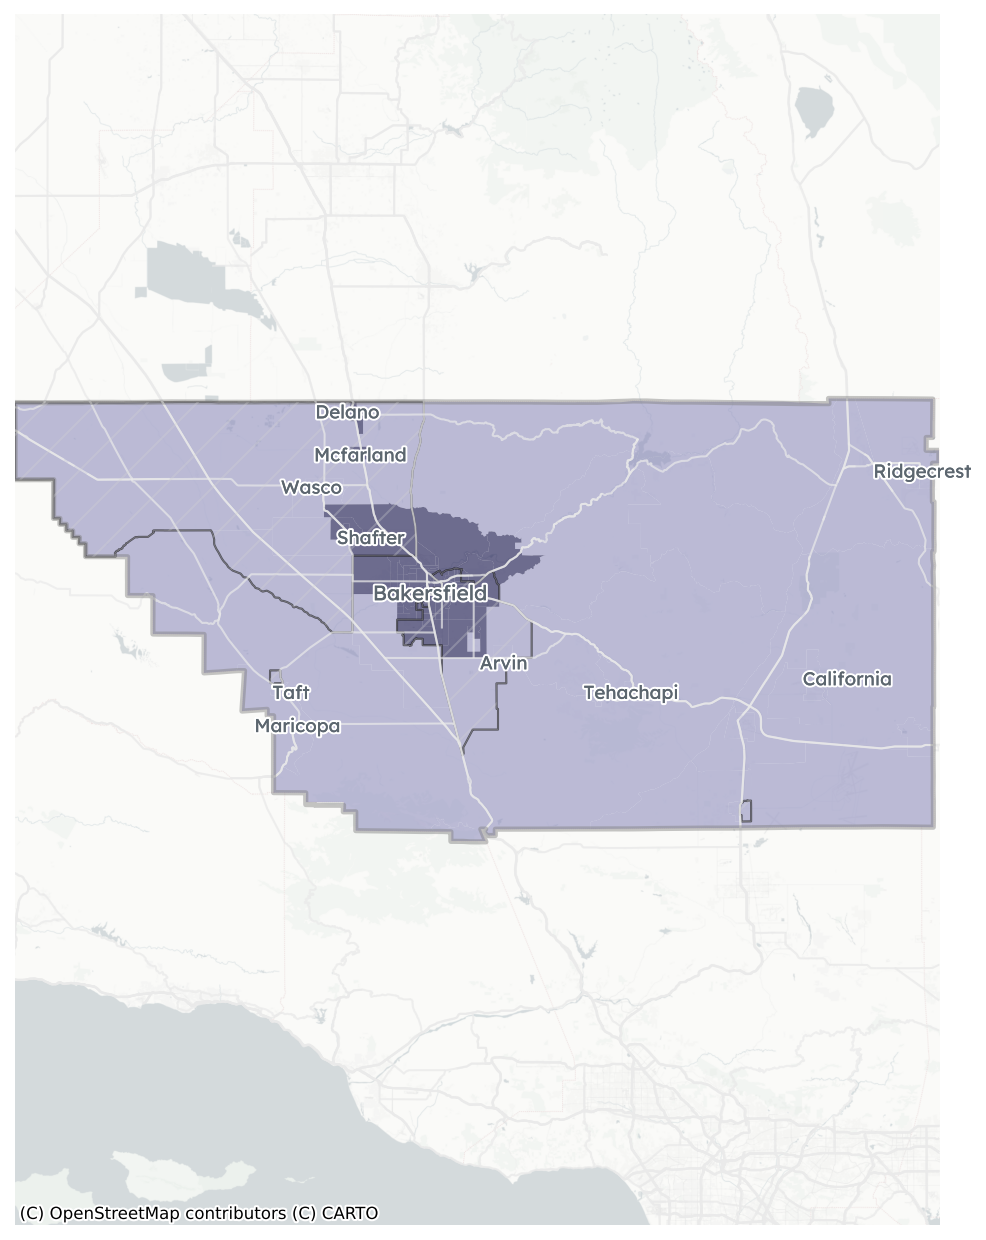 Delano
Mcfarland
Wasco
Ridgecrest
Shafter
Bakersfield
Arvin
Taft
Tehachapi
California
Maricopa
(C) OpenStreetMap contributors (C) CARTO